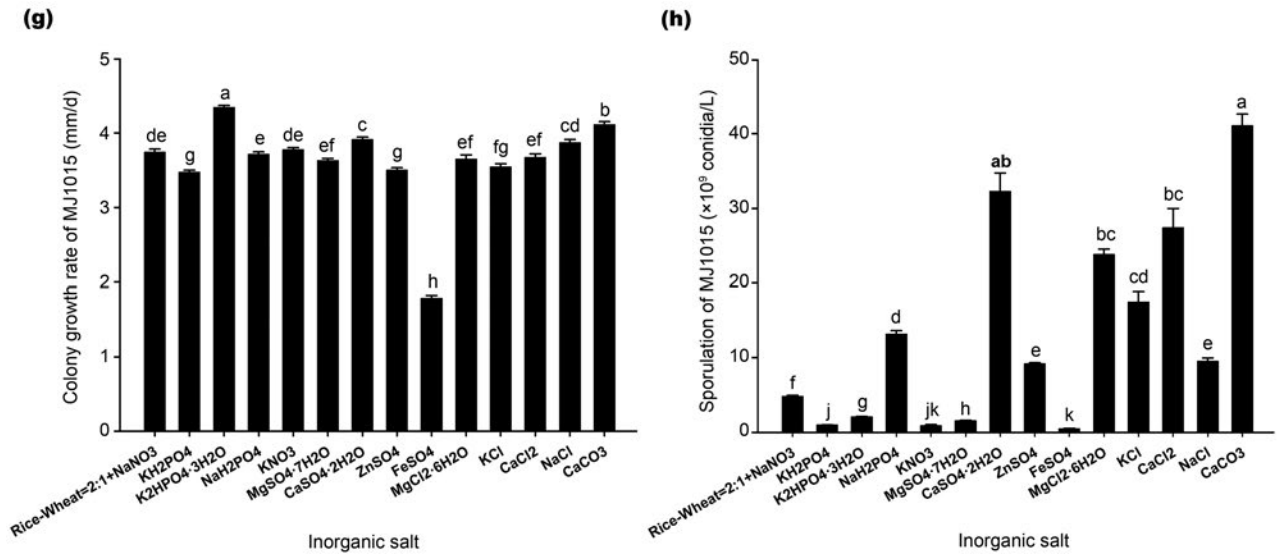 (g)
Colony growth rate of MJ1015 (mm/d)
5
4
3
2
1
0
de
g
a
e
de
ef
c
g
h
ef
fg
ef
cd
b
Rice-Wheat=2:1+NaNO3
KH2PO4
K2HPO4·3H2O
NaH2PO4
KNO3
MgSO4·7H2O
CaSO4·2H2O
ZnSO4
FeSO4
MgCl2·6H2O
KCl
CaCl2
NaCl
CaCO3
Inorganic salt
(h)
Sporulation of MJ1015 (×10⁹ conidia/L)
50
40
30
20
10
0
f
j
g
d
jk
h
ab
e
k
bc
cd
bc
e
a
Rice-Wheat=2:1+NaNO3
KH2PO4
K2HPO4·3H2O
NaH2PO4
KNO3
MgSO4·7H2O
CaSO4·2H2O
ZnSO4
FeSO4
MgCl2·6H2O
KCl
CaCl2
NaCl
CaCO3
Inorganic salt